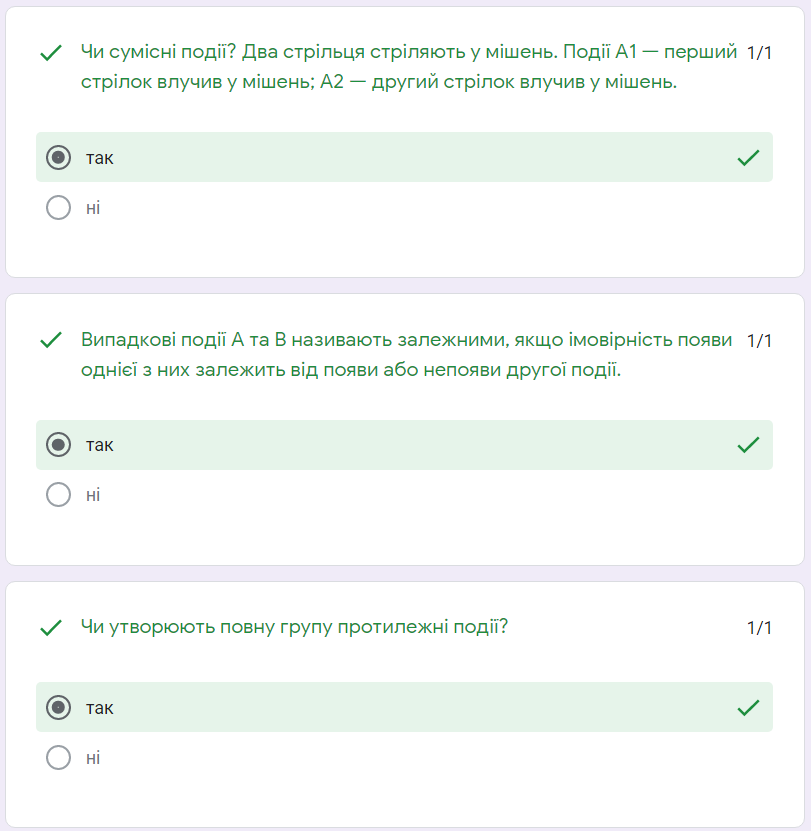 Чи сумісні події? Два стрільця стріляють у мішень. Події А1 — перший 1/1
стрілок влучив у мішень; А2 — другий стрілок влучив у мішень.
так
ні
Випадкові події А та В називають залежними, якщо імовірність появи 1/1
однієї з них залежить від появи або непояви другої події.
так
ні
Чи утворюють повну групу протилежні події? 1/1
так
ні